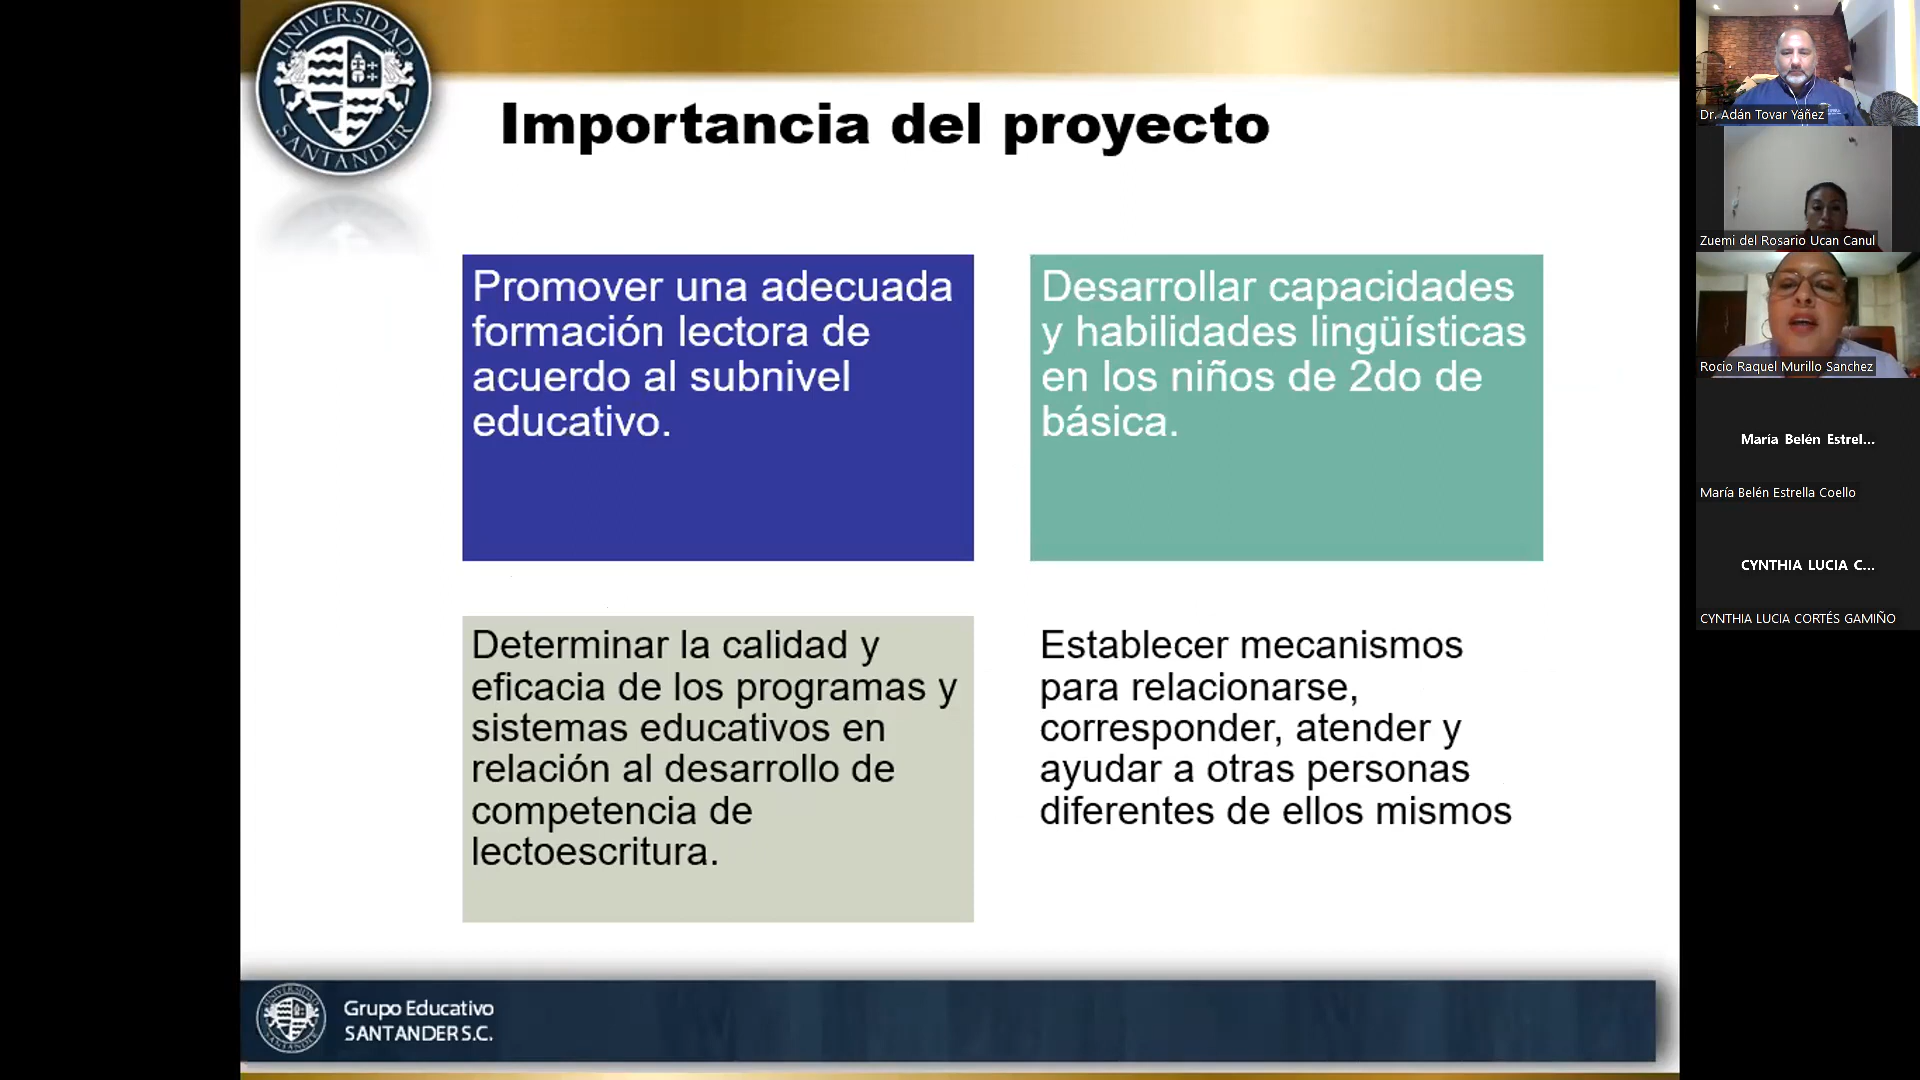 UNIVERSIDAD
SANTANDER
Importancia del proyecto
Promover una adecuada
formación lectora de
acuerdo al subnivel
educativo.
Desarrollar capacidades
y habilidades lingüísticas
en los niños de 2do de
básica.
Determinar la calidad y
eficacia de los programas y
sistemas educativos en
relación al desarrollo de
competencia de
lectoescritura.
Establecer mecanismos
para relacionarse,
corresponder, atender y
ayudar a otras personas
diferentes de ellos mismos
Grupo Educativo
SANTANDER S.C.
Dr. Adán Tovar Yáñez
Zuemi del Rosario Ucan Canul
Rocio Raquel Murillo Sanchez
María Belén Estrel...
María Belén Estrella Coello
CYNTHIA LUCIA C...
CYNTHIA LUCIA CORTÉS GAMIÑO